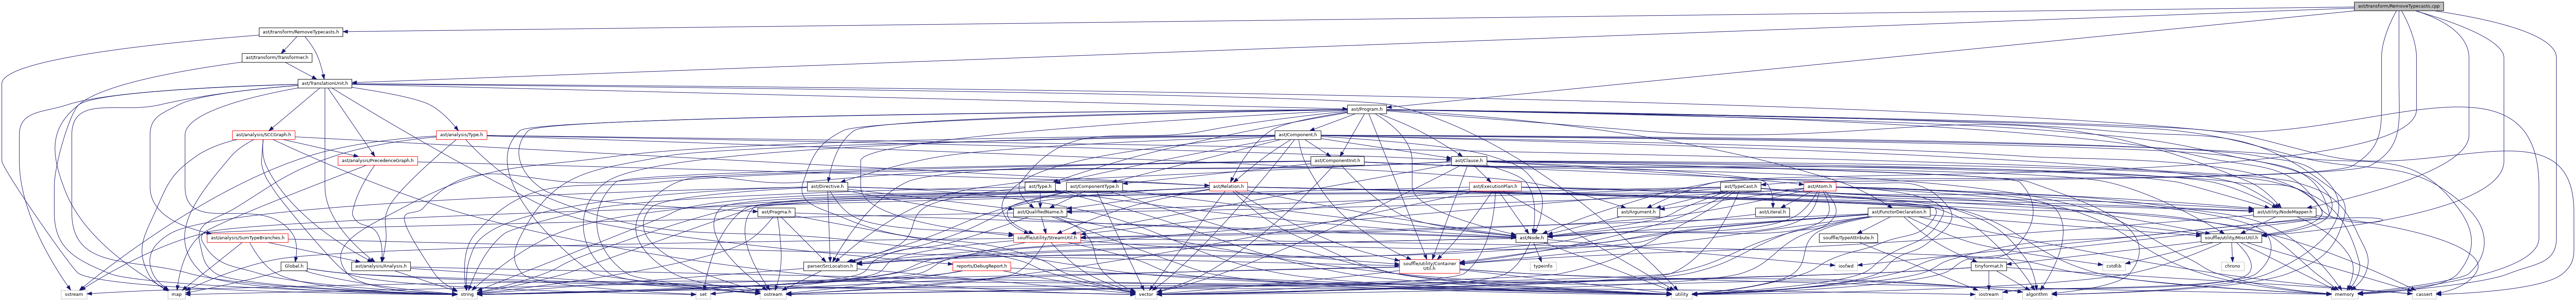 ast/transform/RemoveTypecasts.cpp
ast/transform/RemoveTypecasts.h
ast/transform/Transformer.h
ast/TranslationUnit.h
ast/Program.h
ast/analysis/SCCGraph.h
ast/analysis/Type.h
ast/Component.h
ast/analysis/PrecedenceGraph.h
ast/ComponentInit.h
ast/Clause.h
ast/Directive.h
ast/Type.h
ast/ComponentType.h
ast/Relation.h
ast/ExecutionPlan.h
ast/TypeCast.h
ast/Atom.h
ast/Pragma.h
ast/QualifiedName.h
ast/Argument.h
ast/Literal.h
ast/FunctorDeclaration.h
ast/utility/NodeMapper.h
ast/analysis/SumTypeBranches.h
souffle/utility/StreamUtil.h
ast/Node.h
souffle/TypeAttribute.h
souffle/utility/MiscUtil.h
Global.h
ast/analysis/Analysis.h
parser/SrcLocation.h
reports/DebugReport.h
souffle/utility/Container
Util.h
typeinfo
iosfwd
tinyformat.h
cstdlib
chrono
sstream
map
string
set
ostream
vector
utility
iostream
algorithm
memory
cassert